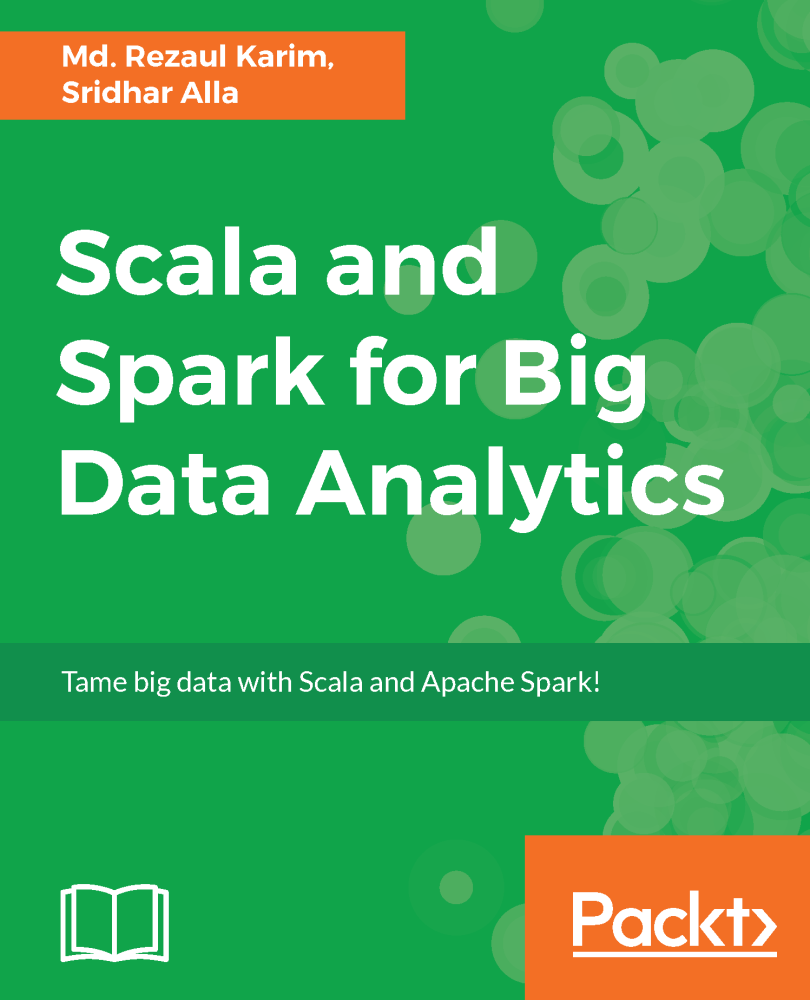 Md. Rezaul Karim,
Sridhar Alla
Scala and
Spark for Big
Data Analytics
Tame big data with Scala and Apache Spark!
Packt>